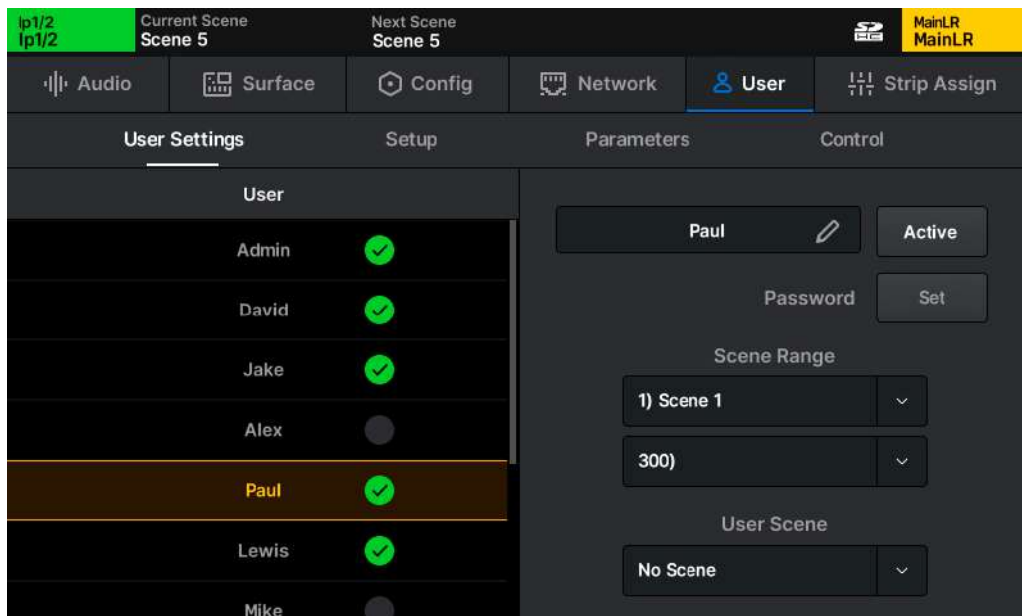 Ip1/2
Ip1/2
Current Scene
Scene 5
Next Scene
Scene 5
MainLR
MainLR
Audio
Surface
Config
Network
User
Strip Assign
User Settings
Setup
Parameters
Control
User
Admin
David
Jake
Alex
Paul
Lewis
Mike
Paul
Active
Password
Set
Scene Range
1) Scene 1
300)
User Scene
No Scene